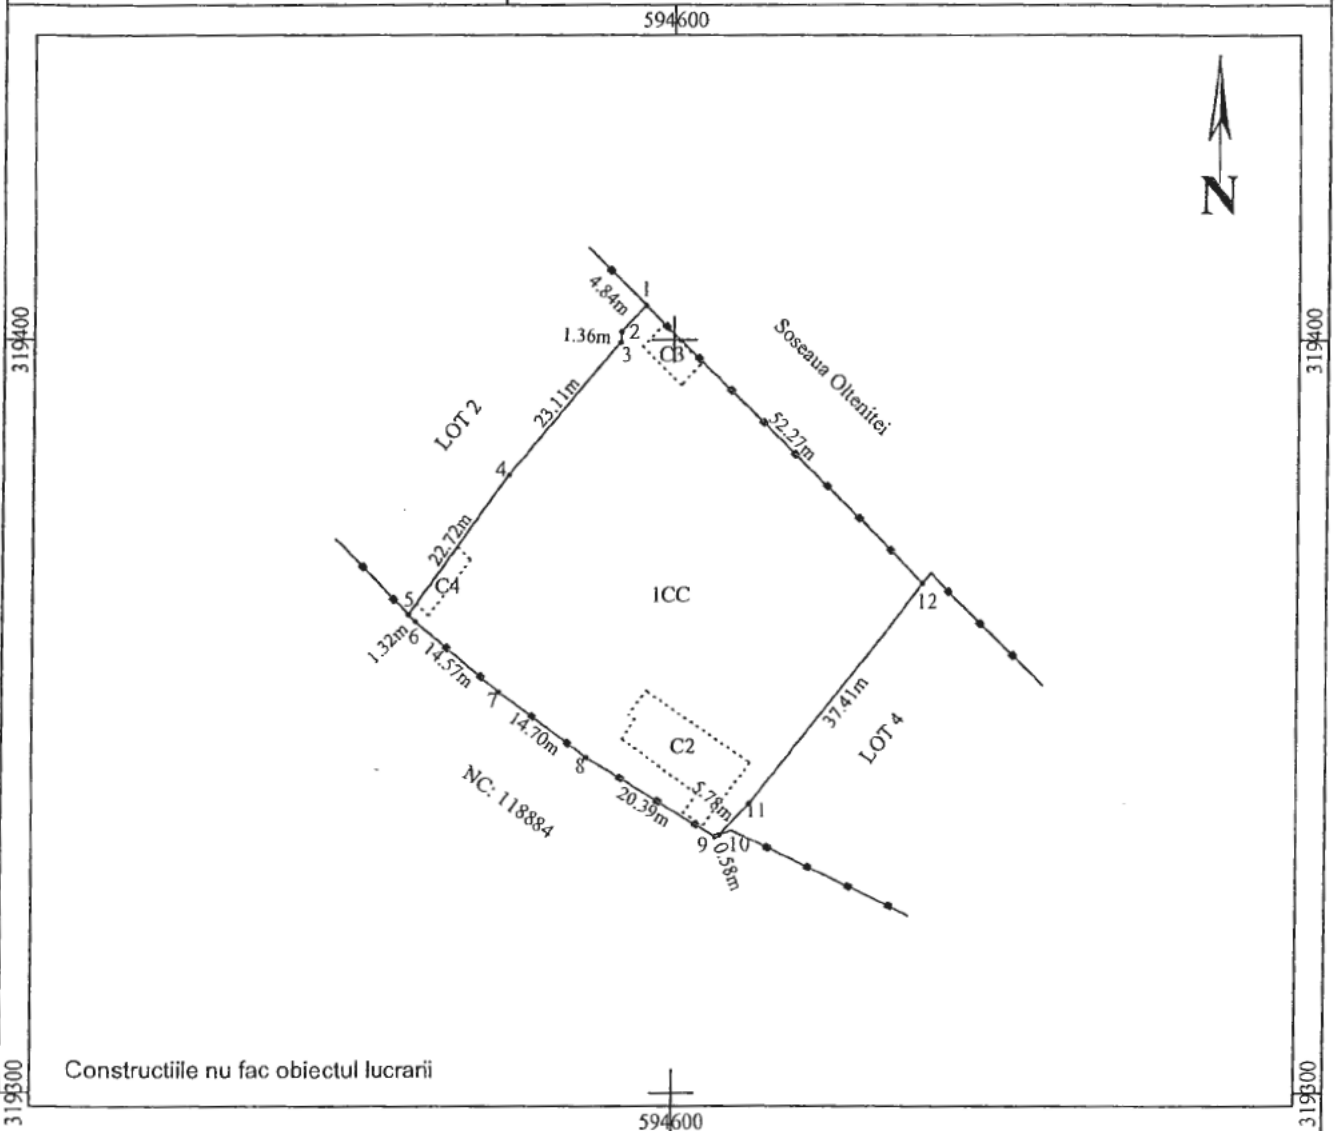 594600
N
319400
319400
1
4.84m
2
1.36m
3
C3
Soseaua Oltenitei
23.11m
LOT 2
52.27m
4
22.72m
C4
5
1CC
12
6
1.32m
14.57m
7
37.41m
14.70m
C2
LOT 4
8
NC: 118884
20.39m
5.78m
11
9
10
0.58m
Constructiile nu fac obiectul lucrarii
319300
319300
594600